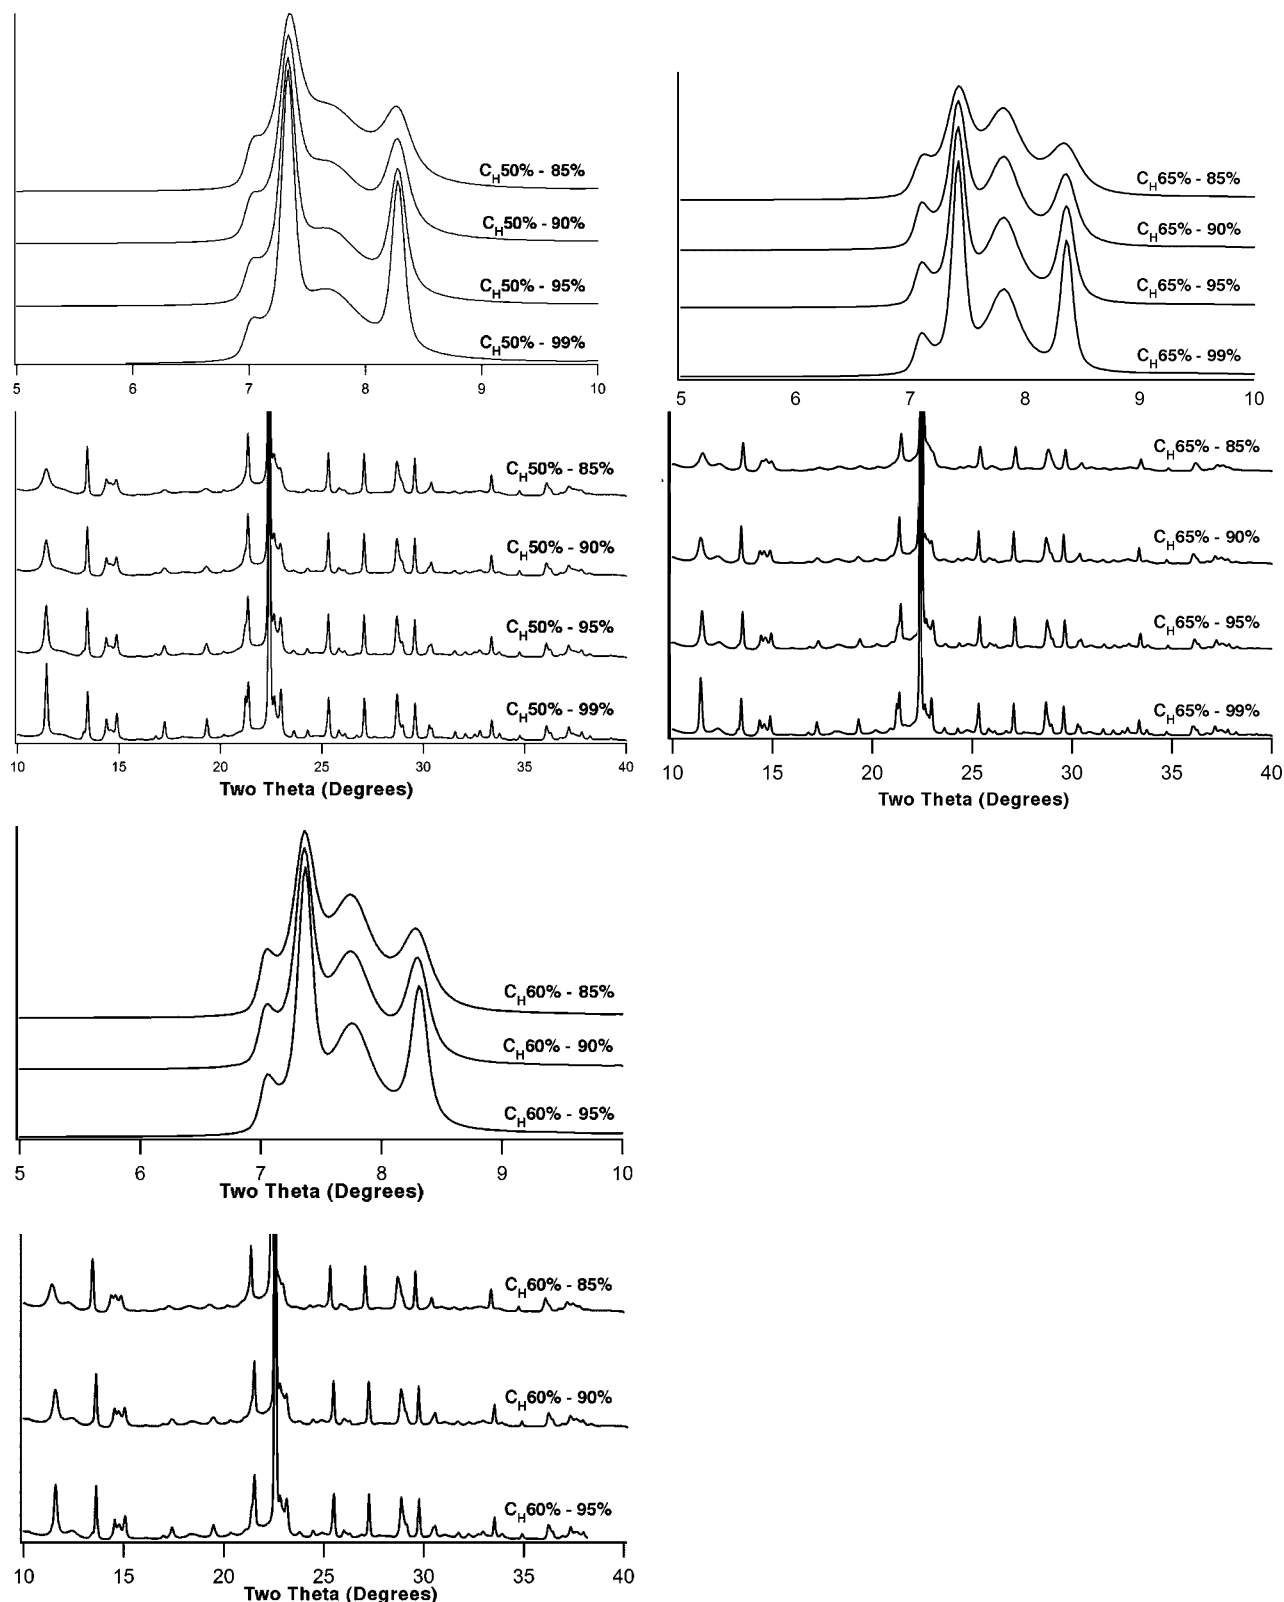 C_H50% - 85%
C_H50% - 90%
C_H50% - 95%
C_H50% - 99%
5 6 7 8 9 10
C_H65% - 85%
C_H65% - 90%
C_H65% - 95%
C_H65% - 99%
5 6 7 8 9 10
C_H50% - 85%
C_H50% - 90%
C_H50% - 95%
C_H50% - 99%
10 15 20 25 30 35 40
Two Theta (Degrees)
C_H65% - 85%
C_H65% - 90%
C_H65% - 95%
C_H65% - 99%
10 15 20 25 30 35 40
Two Theta (Degrees)
C_H60% - 85%
C_H60% - 90%
C_H60% - 95%
5 6 7 8 9 10
Two Theta (Degrees)
C_H60% - 85%
C_H60% - 90%
C_H60% - 95%
10 15 20 25 30 35 40
Two Theta (Degrees)